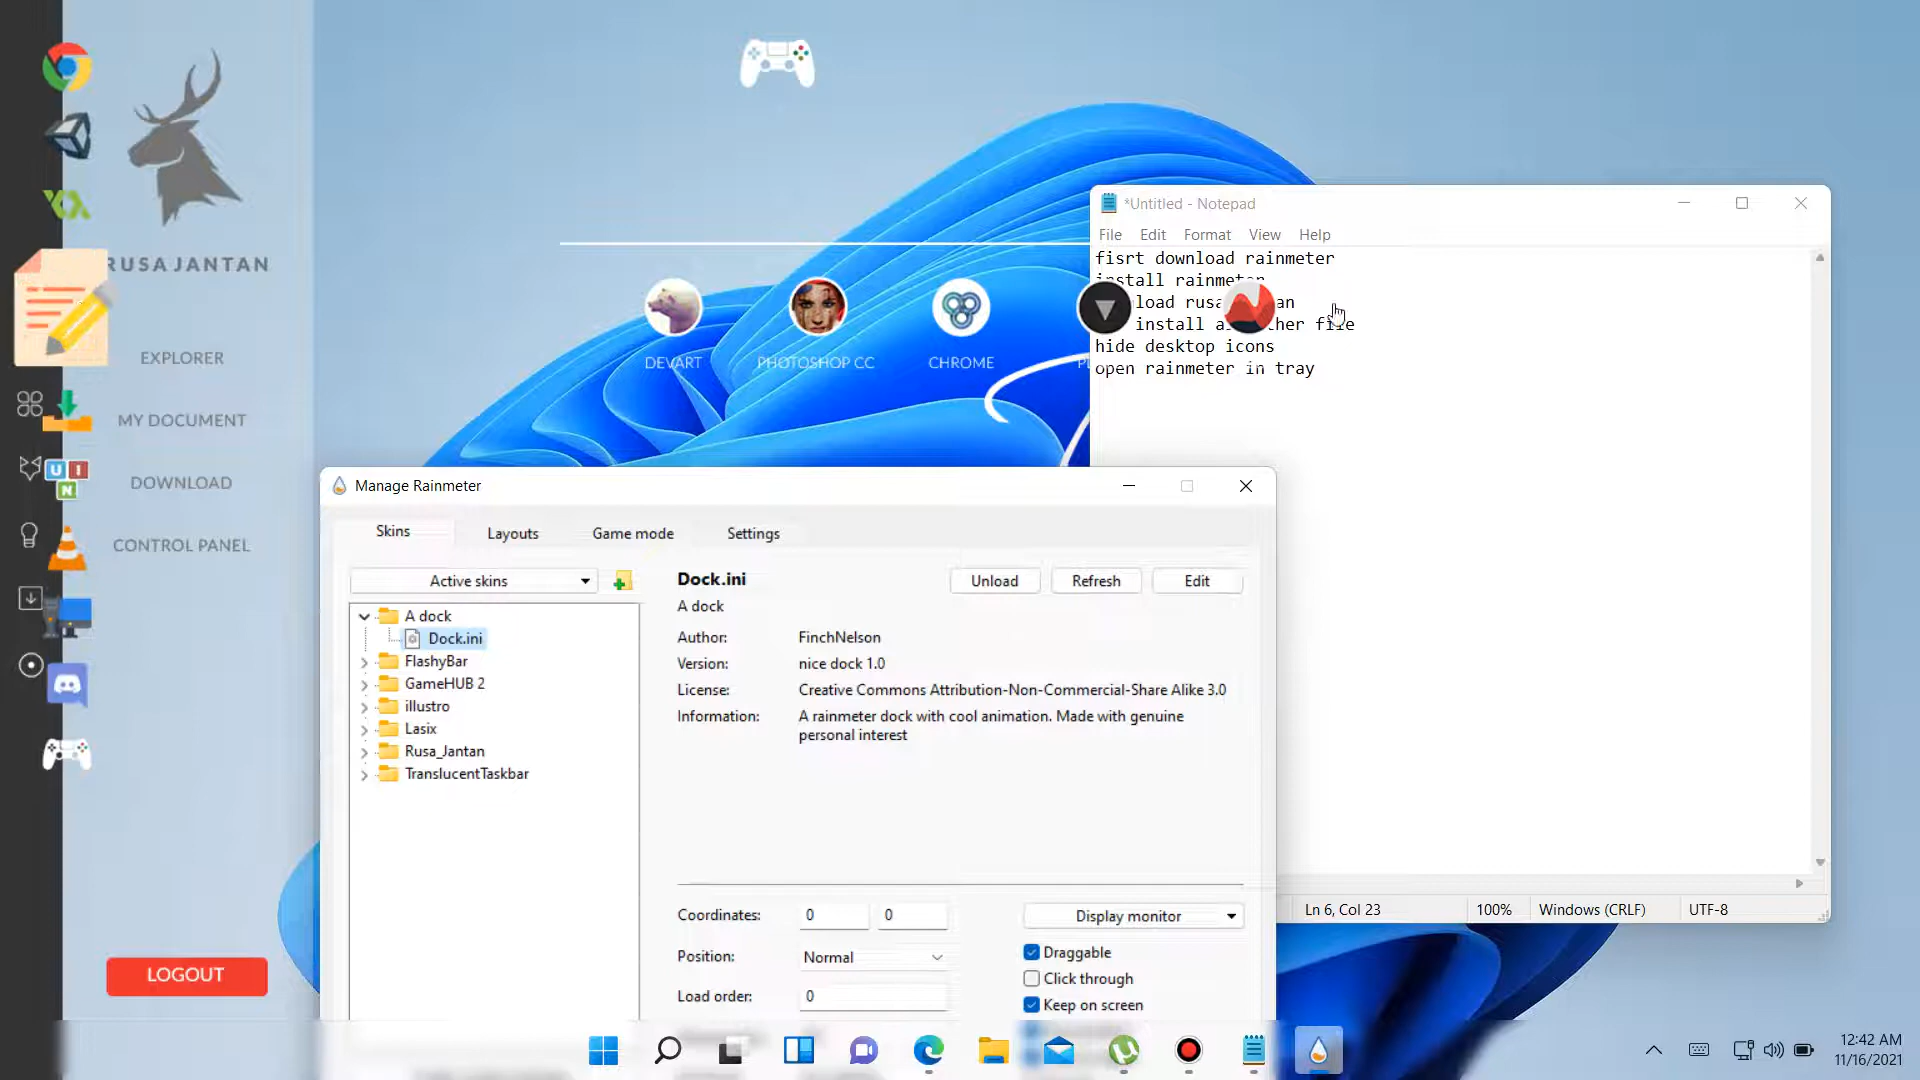 RUSA JANTAN
EXPLORER
MY DOCUMENT
DOWNLOAD
CONTROL PANEL
LOGOUT
U I
N
DEVART
PHOTOSHOP CC
CHROME
*Untitled - Notepad
File Edit Format View Help
fisrt download rainmeter
install rainmeter
load rusa an
install a ther file
hide desktop icons
open rainmeter in tray
Ln 6, Col 23
100%
Windows (CRLF)
UTF-8
Manage Rainmeter
Skins
Layouts
Game mode
Settings
Active skins
A dock
Dock.ini
FlashyBar
GameHUB 2
illustro
Lasix
Rusa_Jantan
TranslucentTaskbar
Dock.ini
Unload
Refresh
Edit
A dock
Author: FinchNelson
Version: nice dock 1.0
License: Creative Commons Attribution-Non-Commercial-Share Alike 3.0
Information: A rainmeter dock with cool animation. Made with genuine
personal interest
Coordinates: 0 0
Display monitor
Position: Normal
Draggable
Click through
Load order: 0
Keep on screen
12:42 AM
11/16/2021